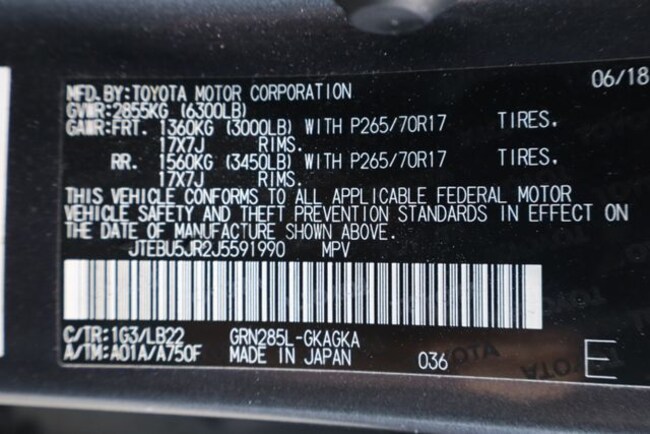 06/18
MFD. BY: TOYOTA MOTOR CORPORATION
GVWR: 2855KG (6300LB)
GAWR: FRT. 1360KG (3000LB) WITH P265/70R17 TIRES.
17X7J RIMS.
RR. 1560KG (3450LB) WITH P265/70R17 TIRES.
17X7J RIMS.
THIS VEHICLE CONFORMS TO ALL APPLICABLE FEDERAL MOTOR
VEHICLE SAFETY AND THEFT PREVENTION STANDARDS IN EFFECT ON
THE DATE OF MANUFACTURE SHOWN ABOVE.
JTEBU5JR2J5591990 MPV
C/TR: 1G3/LB22 GRN285L-GKAGKA
A/TM: A01A/A750F MADE IN JAPAN 036 E